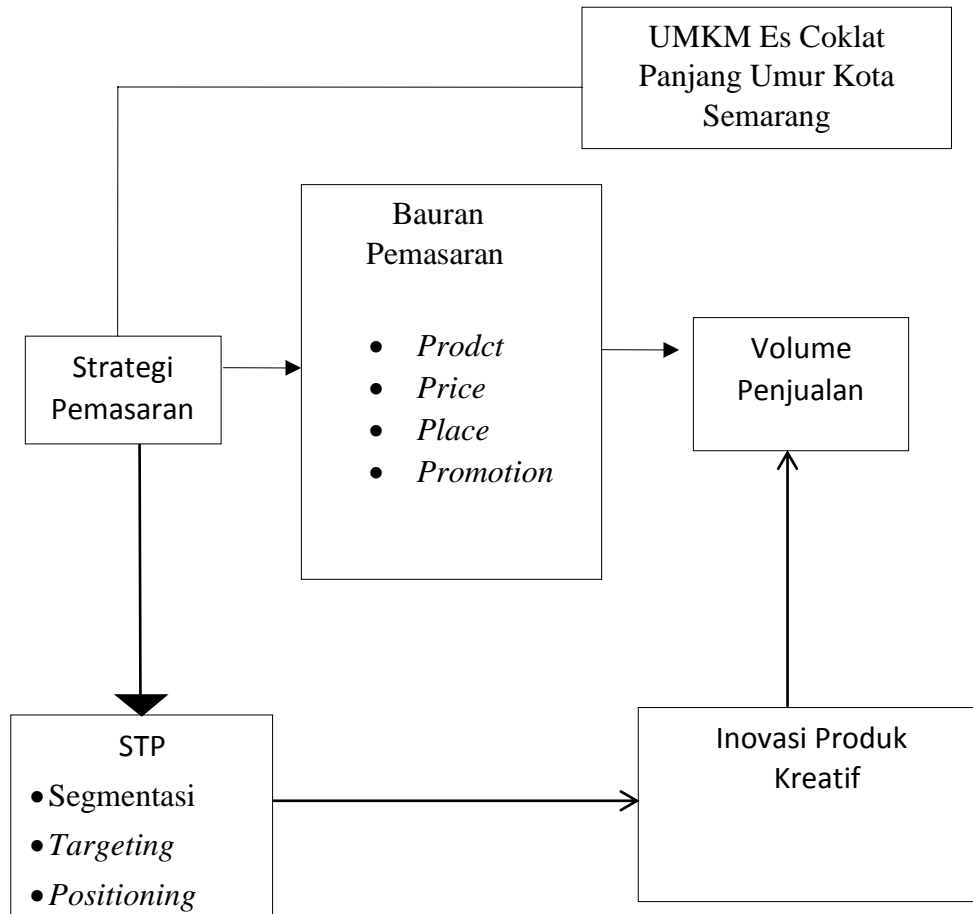 UMKM Es Coklat
Panjang Umur Kota
Semarang
Bauran
Pemasaran
• Prodct
• Price
• Place
• Promotion
Strategi
Pemasaran
Volume
Penjualan
STP
• Segmentasi
• Targeting
• Positioning
Inovasi Produk
Kreatif